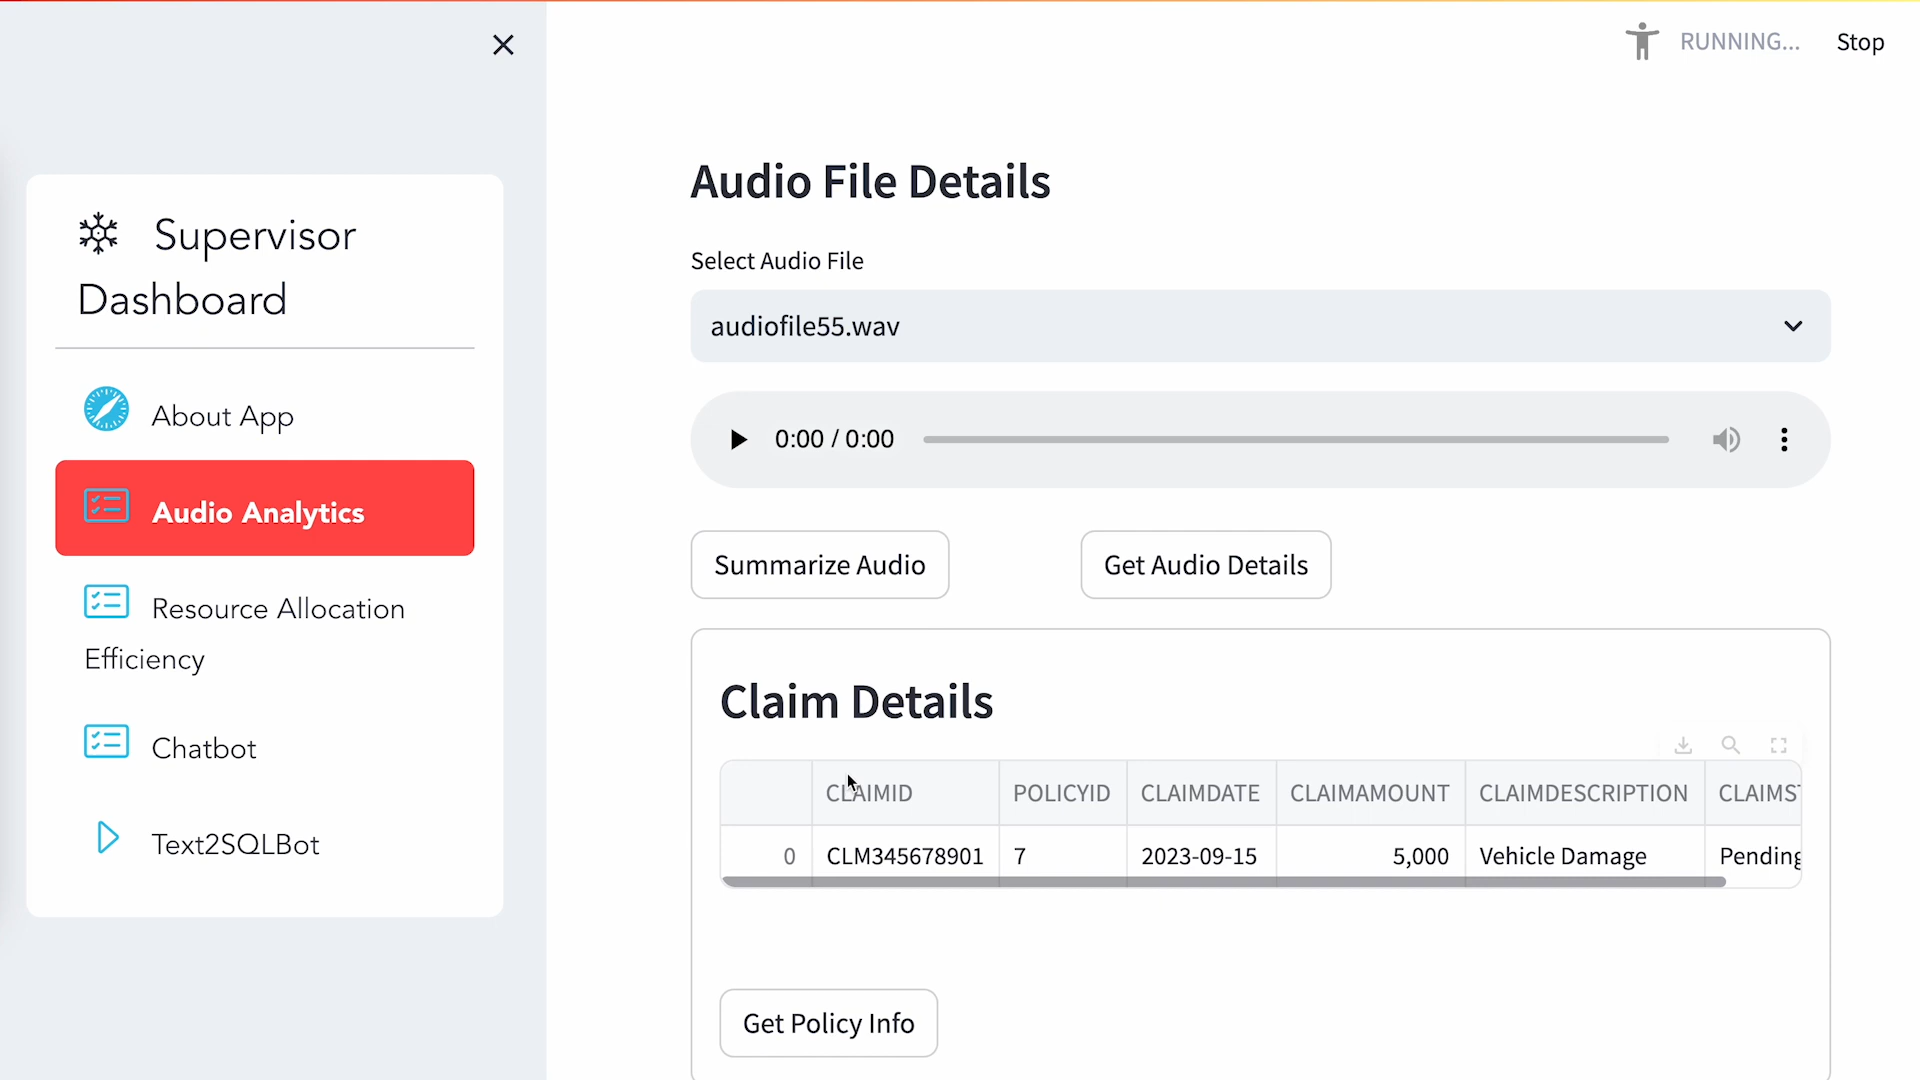 RUNNING...
Stop
Supervisor
Dashboard
About App
Audio Analytics
Resource Allocation
Efficiency
Chatbot
Text2SQLBot
Audio File Details
Select Audio File
audiofile55.wav
0:00 / 0:00
Summarize Audio
Get Audio Details
Claim Details
CLAIMID POLICYID CLAIMDATE CLAIMAMOUNT CLAIMDESCRIPTION
0 CLM345678901 7 2023-09-15 5,000 Vehicle Damage Pending
Get Policy Info